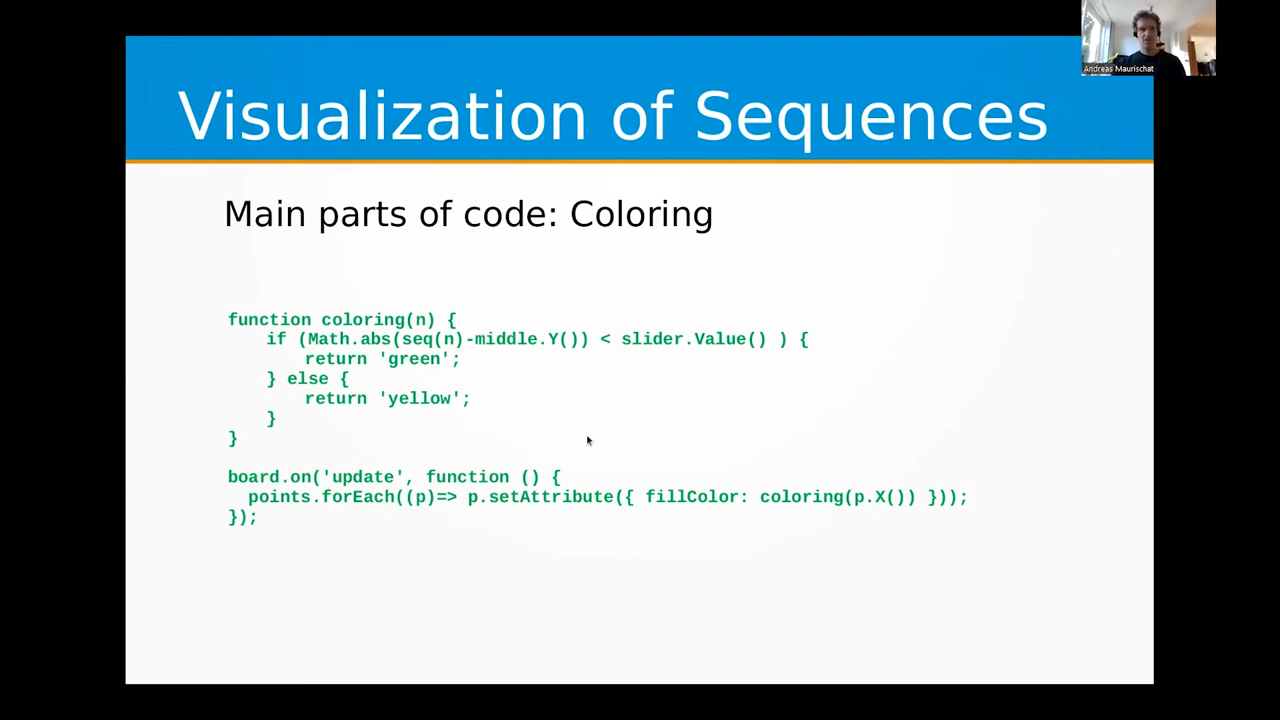 Andreas Maurischat
Visualization of Sequences
Main parts of code: Coloring
function coloring(n) {
if (Math.abs(seq(n)-middle.Y()) < slider.Value() ) {
return 'green';
} else {
return 'yellow';
}
}
board.on('update', function () {
points.forEach((p)=> p.setAttribute({ fillColor: coloring(p.X()) }));
});